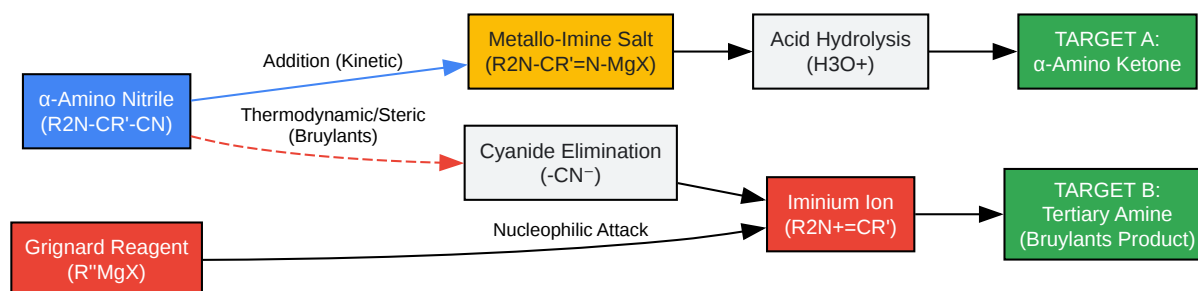 α-Amino Nitrile
(R2N-CR'-CN)
Addition (Kinetic)
Thermodynamic/Steric
(Bruylants)
Metallo-Imine Salt
(R2N-CR'=N-MgX)
Acid Hydrolysis
(H3O+)
TARGET A:
α-Amino Ketone
Cyanide Elimination
(-CN⁻)
Grignard Reagent
(R''MgX)
Nucleophilic Attack
Iminium Ion
(R2N+=CR')
TARGET B:
Tertiary Amine
(Bruylants Product)